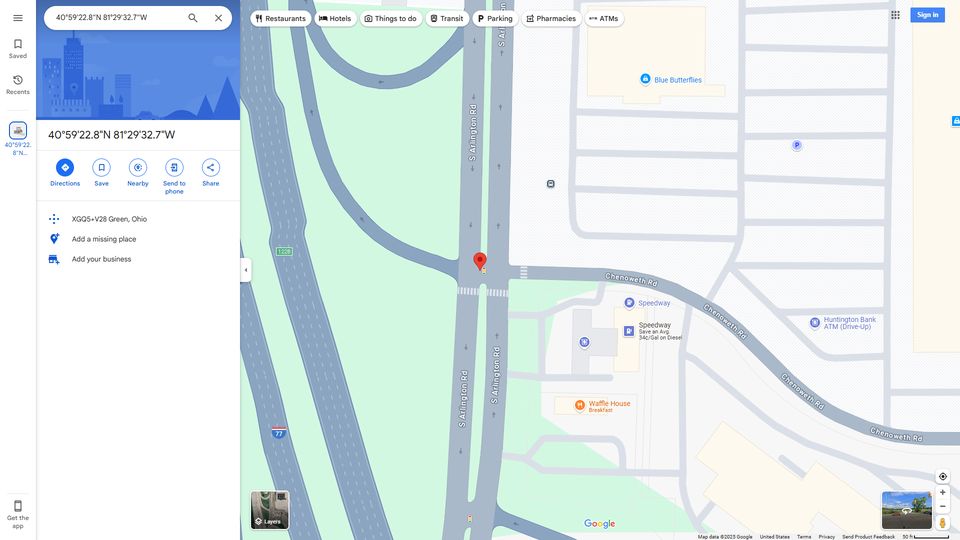 40°59'22.8"N 81°29'32.7"W
Restaurants
Hotels
Things to do
Transit
Parking
Pharmacies
ATMs
Sign in
Saved
Recents
40°59'22.
8"N...
40°59'22.8"N 81°29'32.7"W
Directions
Save
Nearby
Send to
phone
Share
XGQ5+V28 Green, Ohio
Add a missing place
Add your business
Get the
app
S Arlington Rd
S Arlington Rd
S Arlington Rd
Blue Butterflies
P
Chenoweth Rd
Speedway
Speedway
Save an Avg
34c/Gal on Diesel
Chenoweth Rd
Huntington Bank
ATM (Drive-Up)
Chenoweth Rd
Chenoweth Rd
Waffle House
Breakfast
77
Layers
Google
Map data ©2025 Google
United States
Terms
Privacy
Send Product Feedback
50 ft